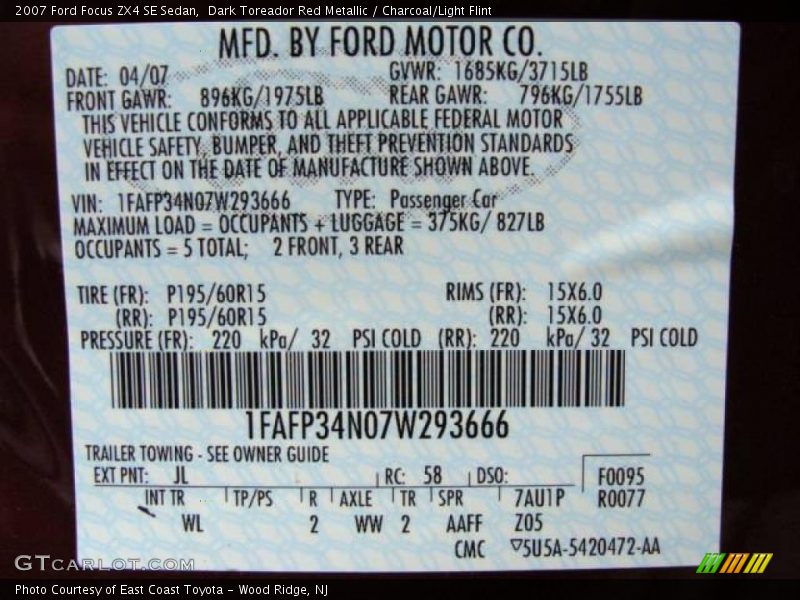 2007 Ford Focus ZX4 SE Sedan,  Dark Toreador Red Metallic / Charcoal/Light Flint
MFD. BY FORD MOTOR CO.
DATE: 04/07 GVWR: 1685KG/3715LB
FRONT GAWR: 896KG/1975LB REAR GAWR: 796KG/1755LB
THIS VEHICLE CONFORMS TO ALL APPLICABLE FEDERAL MOTOR
VEHICLE SAFETY, BUMPER, AND THEFT PREVENTION STANDARDS
IN EFFECT ON THE DATE OF MANUFACTURE SHOWN ABOVE.
VIN: 1FAFP34N07W293666 TYPE: Passenger Car
MAXIMUM LOAD = OCCUPANTS + LUGGAGE = 375KG/ 827LB
OCCUPANTS = 5 TOTAL; 2 FRONT, 3 REAR
TIRE (FR): P195/60R15 RIMS (FR): 15X6.0
(RR): P195/60R15 (RR): 15X6.0
PRESSURE (FR): 220 kPa/ 32 PSI COLD (RR): 220 kPa/ 32 PSI COLD
1FAFP34N07W293666
TRAILER TOWING - SEE OWNER GUIDE
EXT PNT: JL RC: 58 DSO: F0095
INT TR TP/PS R AXLE TR SPR 7AU1P R0077
WL 2 WW 2 AAFF Z05
CMC ▽5U5A-5420472-AA
GTCARLOT.COM
Photo Courtesy of East Coast Toyota - Wood Ridge, NJ